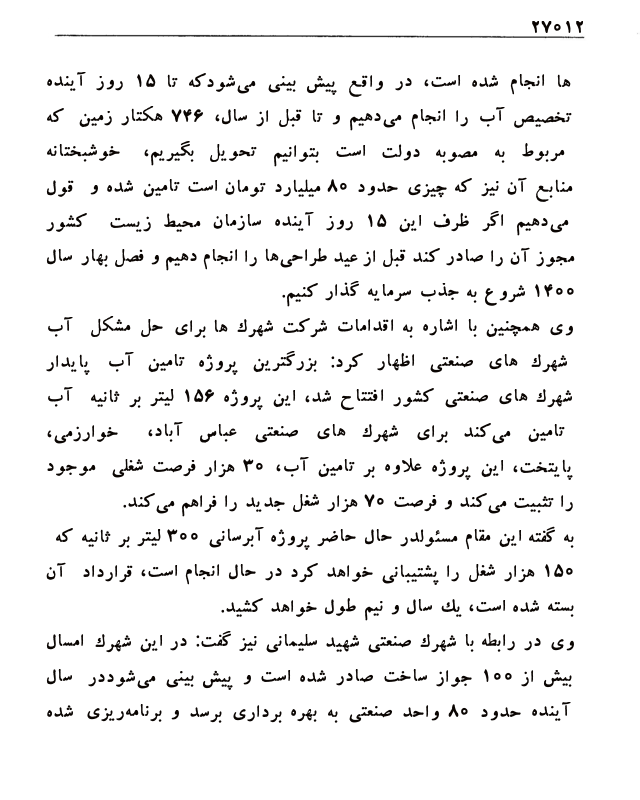 ۲۷۰۱۲
ها انجام شده است، در واقع پیش بینی می‌شودکه تا ۱۵ روز آینده
تخصیص آب را انجام می‌دهیم و تا قبل از سال، ۷۴۶ هکتار زمین که
مربوط به مصوبه دولت است بتوانیم تحویل بگیریم، خوشبختانه
منابع آن نیز که چیزی حدود ۸۰ میلیارد تومان است تامین شده و قول
می‌دهیم اگر ظرف این ۱۵ روز آینده سازمان محیط زیست کشور
مجوز آن را صادر کند قبل از عید طراحی‌ها را انجام دهیم و فصل بهار سال
۱۴۰۰ شروع به جذب سرمایه گذار کنیم.
وی همچنین با اشاره به اقدامات شرکت شهرك ها برای حل مشکل آب
شهرك های صنعتی اظهار کرد: بزرگترین پروژه تامین آب پایدار
شهرك های صنعتی کشور افتتاح شد، این پروژه ۱۵۶ لیتر بر ثانیه آب
تامین می‌کند برای شهرك های صنعتی عباس آباد، خوارزمی،
پایتخت، این پروژه علاوه بر تامین آب، ۳۰ هزار فرصت شغلی موجود
را تثبیت می‌کند و فرصت ۷۰ هزار شغل جدید را فراهم می‌کند.
به گفته این مقام مسئولدر حال حاضر پروژه آبرسانی ۳۰۰ لیتر بر ثانیه که
۱۵۰ هزار شغل را پشتیبانی خواهد کرد در حال انجام است، قرارداد آن
بسته شده است، یك سال و نیم طول خواهد کشید.
وی در رابطه با شهرك صنعتی شهید سلیمانی نیز گفت: در این شهرك امسال
بیش از ۱۰۰ جواز ساخت صادر شده است و پیش بینی می‌شوددر سال
آینده حدود ۸۰ واحد صنعتی به بهره برداری برسد و برنامه‌ریزی شده